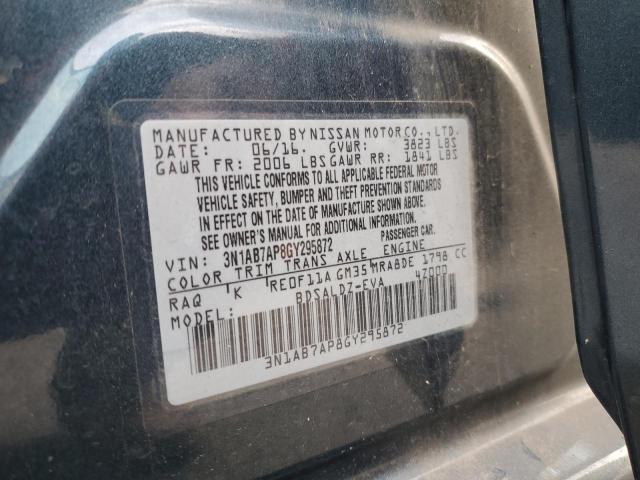 MANUFACTURED BY NISSAN MOTOR CO., LTD.
DATE: 06/16. GVWR: 3823 LBS
GAWR FR: 2006 LBS GAWR RR: 1841 LBS
THIS VEHICLE CONFORMS TO ALL APPLICABLE FEDERAL MOTOR
VEHICLE SAFETY, BUMPER AND THEFT PREVENTION STANDARDS
IN EFFECT ON THE DATE OF MANUFACTURE SHOWN ABOVE.
SEE OWNER'S MANUAL FOR ADDITIONAL INFORMATION
VIN: 3N1AB7AP8GY295872 PASSENGER CAR.
COLOR TRIM TRANS AXLE ENGINE
RAQ K RE0F11A GM35 MRA8DE 1798 CC
MODEL: BDSALDZ-EVA 4Z000
3N1AB7AP8GY295872